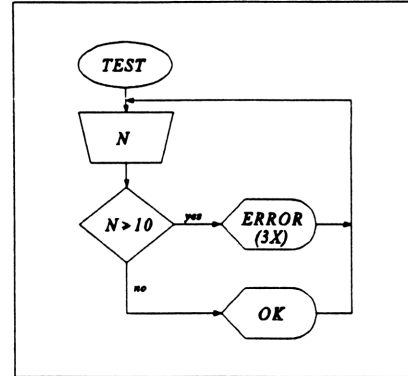 TEST
N
N > 10
yes
ERROR
(3X)
no
OK